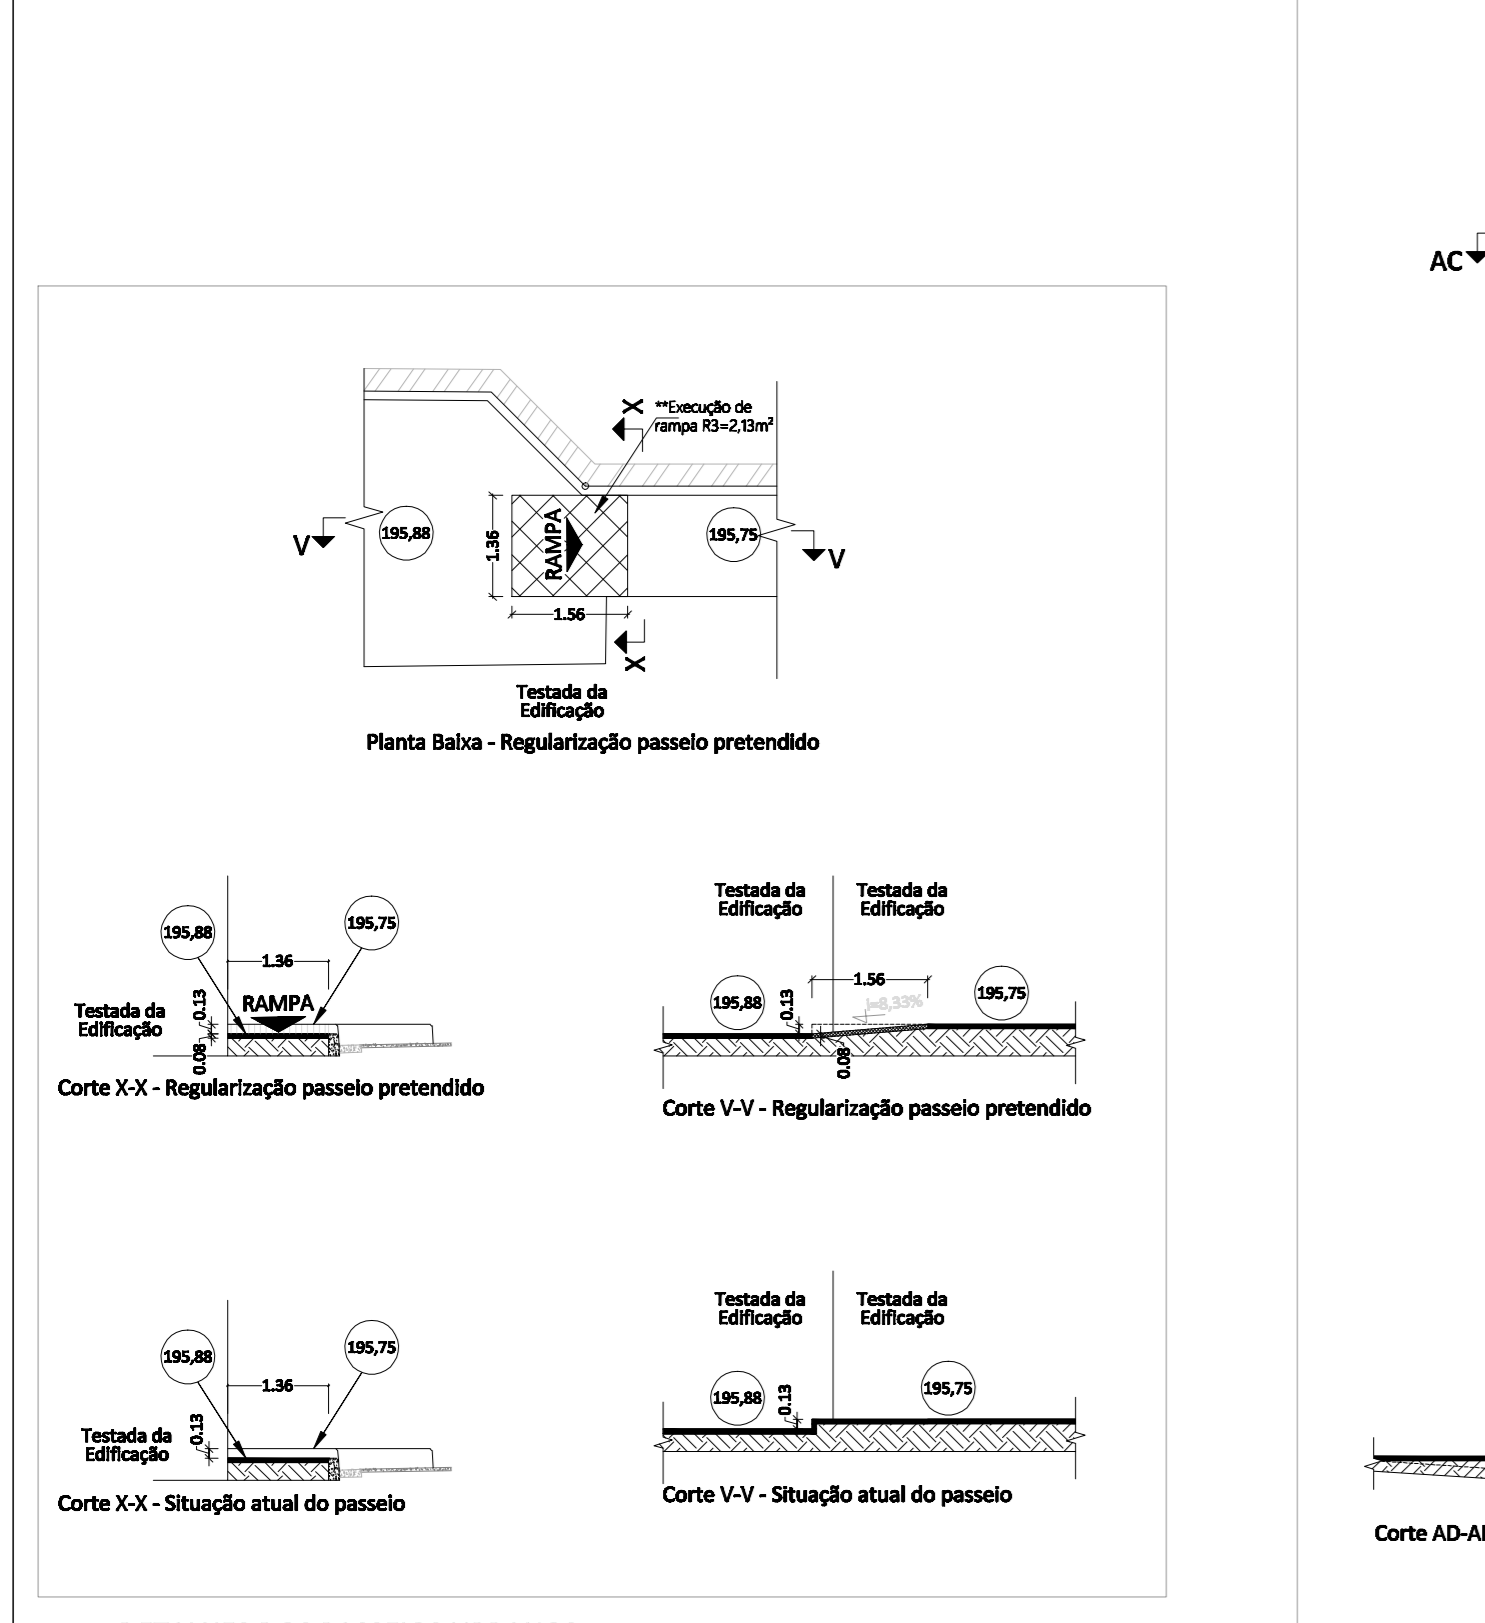 AC
X
**Execução de
rampa R3=2,13m²
V
195,88
1.36
RAMPA
195,75
V
1.56
X
Testada da
Edificação
Planta Baixa - Regularização passeio pretendido
195,88
195,75
1.36
0.13
RAMPA
Testada da
Edificação
0.08
Corte X-X - Regularização passeio pretendido
Testada da
Edificação
Testada da
Edificação
1.56
195,88
0.13
i=8,33%
195,75
0.08
Corte V-V - Regularização passeio pretendido
195,88
195,75
1.36
0.13
Testada da
Edificação
Corte X-X - Situação atual do passeio
Testada da
Edificação
Testada da
Edificação
195,88
0.13
195,75
Corte V-V - Situação atual do passeio
Corte AD-A